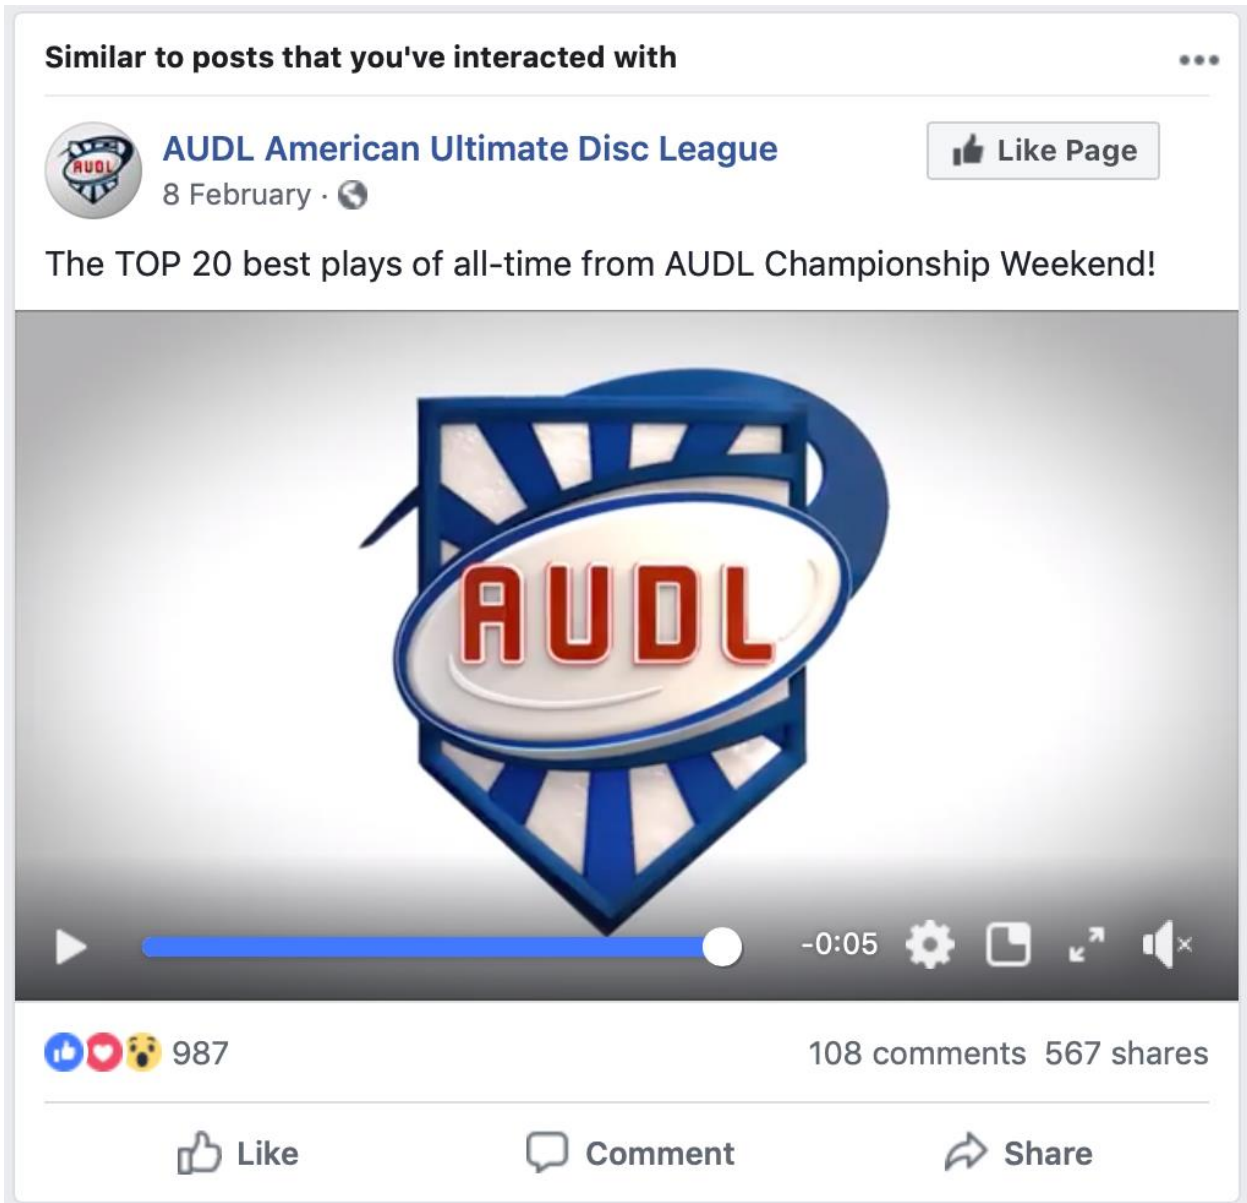 Similar to posts that you've interacted with
AUDL
AUDL American Ultimate Disc League
Like Page
8 February ·
The TOP 20 best plays of all-time from AUDL Championship Weekend!
AUDL
-0:05
987
108 comments 567 shares
Like
Comment
Share